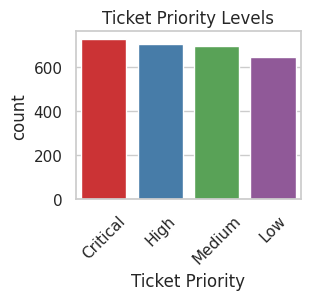 Ticket Priority Levels
600
400
200
0
count
Critical
High
Medium
Low
Ticket Priority